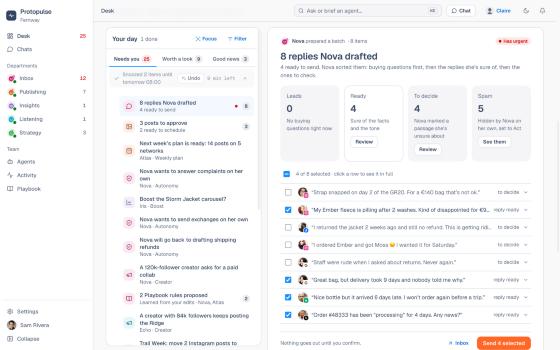 Protopulse
Fernway
Desk 25
Chats
Departments
Inbox 12
Publishing 7
Insights 1
Listening 1
Strategy 3
Team
Agents
Activity
Playbook
Settings
Sam Rivera
Collapse
Desk
Ask or brief an agent...
Chat
Claire
Your day 1 done
Focus
Filter
Needs you 25
Worth a look 9
Good news 3
Snoozed 2 items until tomorrow 08:00
Undo
9 min left
8 replies Nova drafted
4 ready to send
8
3 posts to approve
2 ready to schedule
3
Next week's plan is ready: 14 posts on 5 networks
Atlas · Weekly plan
Nova wants to answer complaints on her own
Nova · Autonomy
Boost the Storm Jacket carousel?
Iris · Boost
Nova wants to send exchanges on her own
Nova · Autonomy
Nova will go back to drafting shipping refunds
Nova · Autonomy
A 120k-follower creator asks for a paid collab
Nova · Creator
2 Playbook rules proposed
Learned from your edits · Nova, Atlas
2
A creator with 84k followers keeps posting the Ridge
Echo · Creator
Trail Week: move 2 Instagram posts to
Nova prepared a batch · 8 items
Has urgent
8 replies Nova drafted
4 ready to send. Nova sorted them: buying questions first, then the replies she's sure of, then the ones to check.
Leads
0
No buying questions right now
Ready
4
Sure of the facts and the tone
Review
To decide
4
Nova marked a passage she's unsure about
Review
Spam
5
Hidden by Nova on her own, ask to Act
See them
4 of 8 selected · click a row to see it in full
"Strap snapped on day 2 of the GR20. For a €140 bag that's not ok." to decide
"My Ember fleece is pilling after 2 washes. Kind of disappointed for €9... reply ready
"I returned the jacket 2 weeks ago and still no refund. This is getting ridi... to decide
"I ordered Ember and got Moss 😕 I wanted it for Saturday." to decide
"Staff were rude when I asked about returns. Never again." to decide
"Great bag, but delivery took 9 days and nobody told me why." reply ready
"Nice bottle but it arrived 6 days late. I won't order again before a trip." reply ready
"Order #48333 has been "processing" for 4 days. Any news?" reply ready
Nothing goes out until you confirm.
Inbox
Send 4 selected